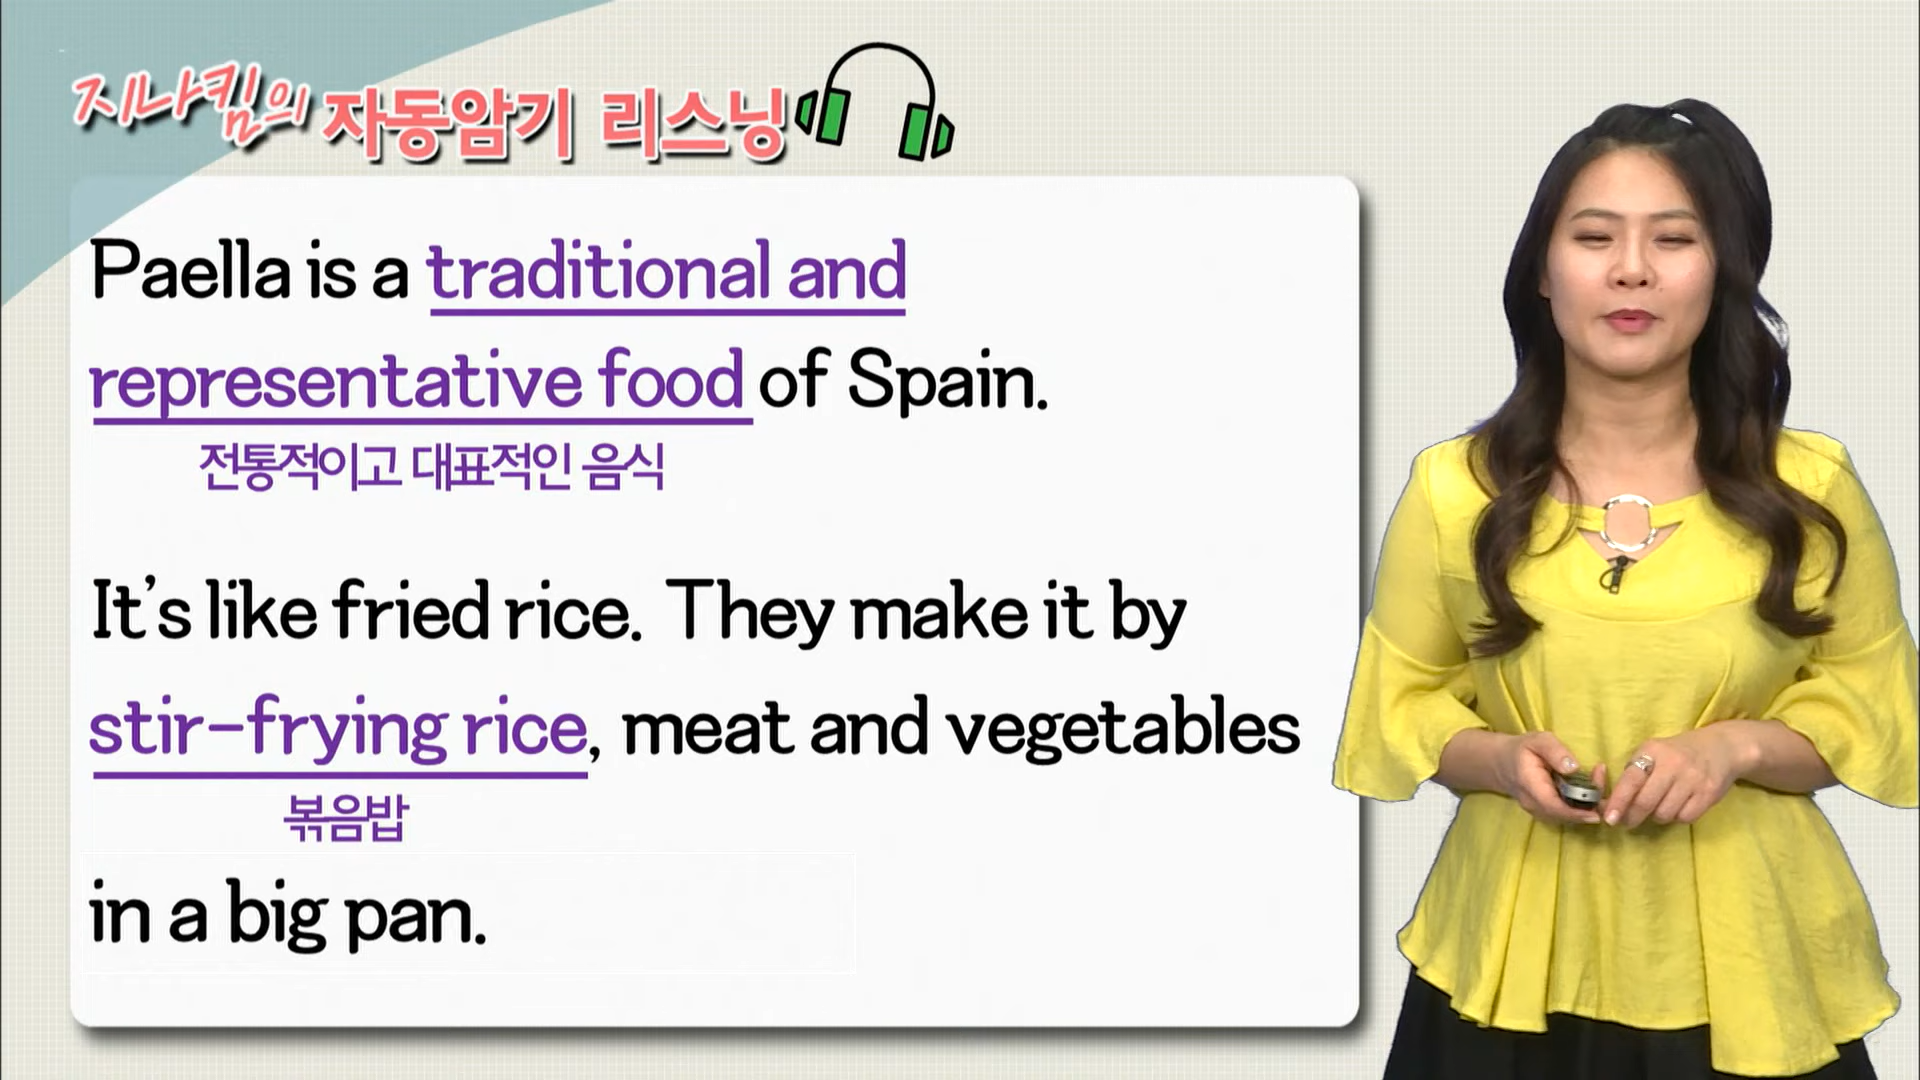 지나킴의 자동암기 리스닝
Paella is a traditional and
representative food of Spain.
전통적이고 대표적인 음식
It's like fried rice. They make it by
stir-frying rice, meat and vegetables
볶음밥
in a big pan.